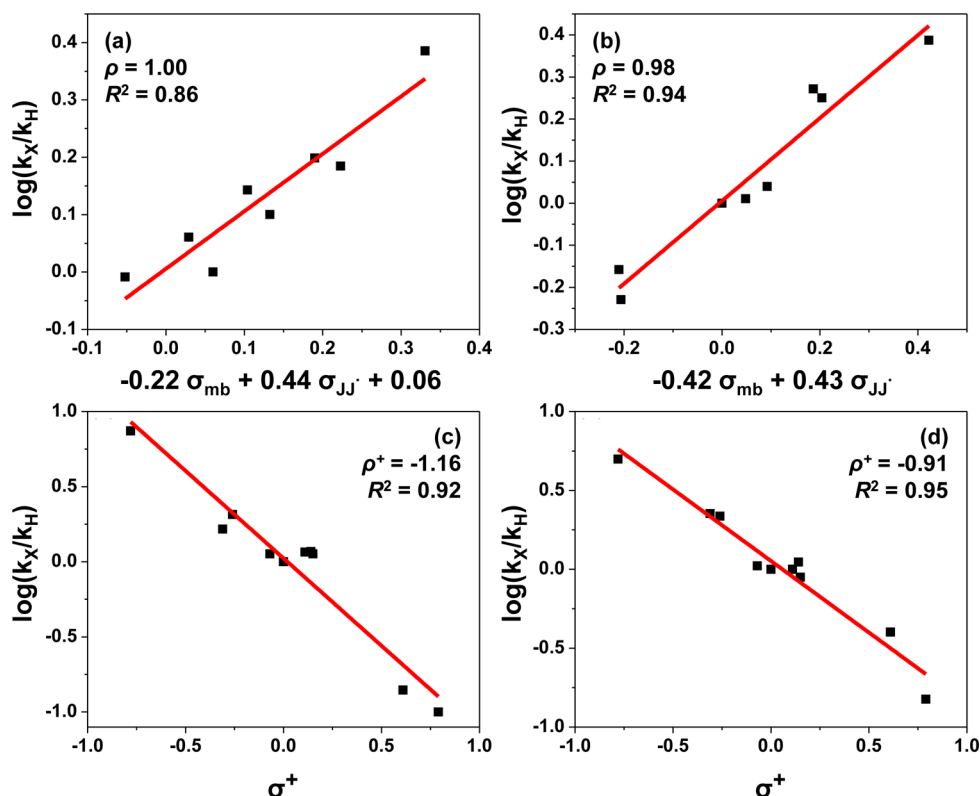 (a)
ρ = 1.00
R² = 0.86
log(kX/kH)
0.4
0.3
0.2
0.1
0.0
-0.1
-0.1 0.0 0.1 0.2 0.3 0.4
-0.22 σmb + 0.44 σJJ· + 0.06
(b)
ρ = 0.98
R² = 0.94
log(kX/kH)
0.4
0.3
0.2
0.1
0.0
-0.1
-0.2
-0.3
-0.2 0.0 0.2 0.4
-0.42 σmb + 0.43 σJJ·
(c)
ρ⁺ = -1.16
R² = 0.92
log(kX/kH)
1.0
0.5
0.0
-0.5
-1.0
-1.0 -0.5 0.0 0.5 1.0
σ⁺
(d)
ρ⁺ = -0.91
R² = 0.95
log(kX/kH)
1.0
0.5
0.0
-0.5
-1.0
-1.0 -0.5 0.0 0.5 1.0
σ⁺